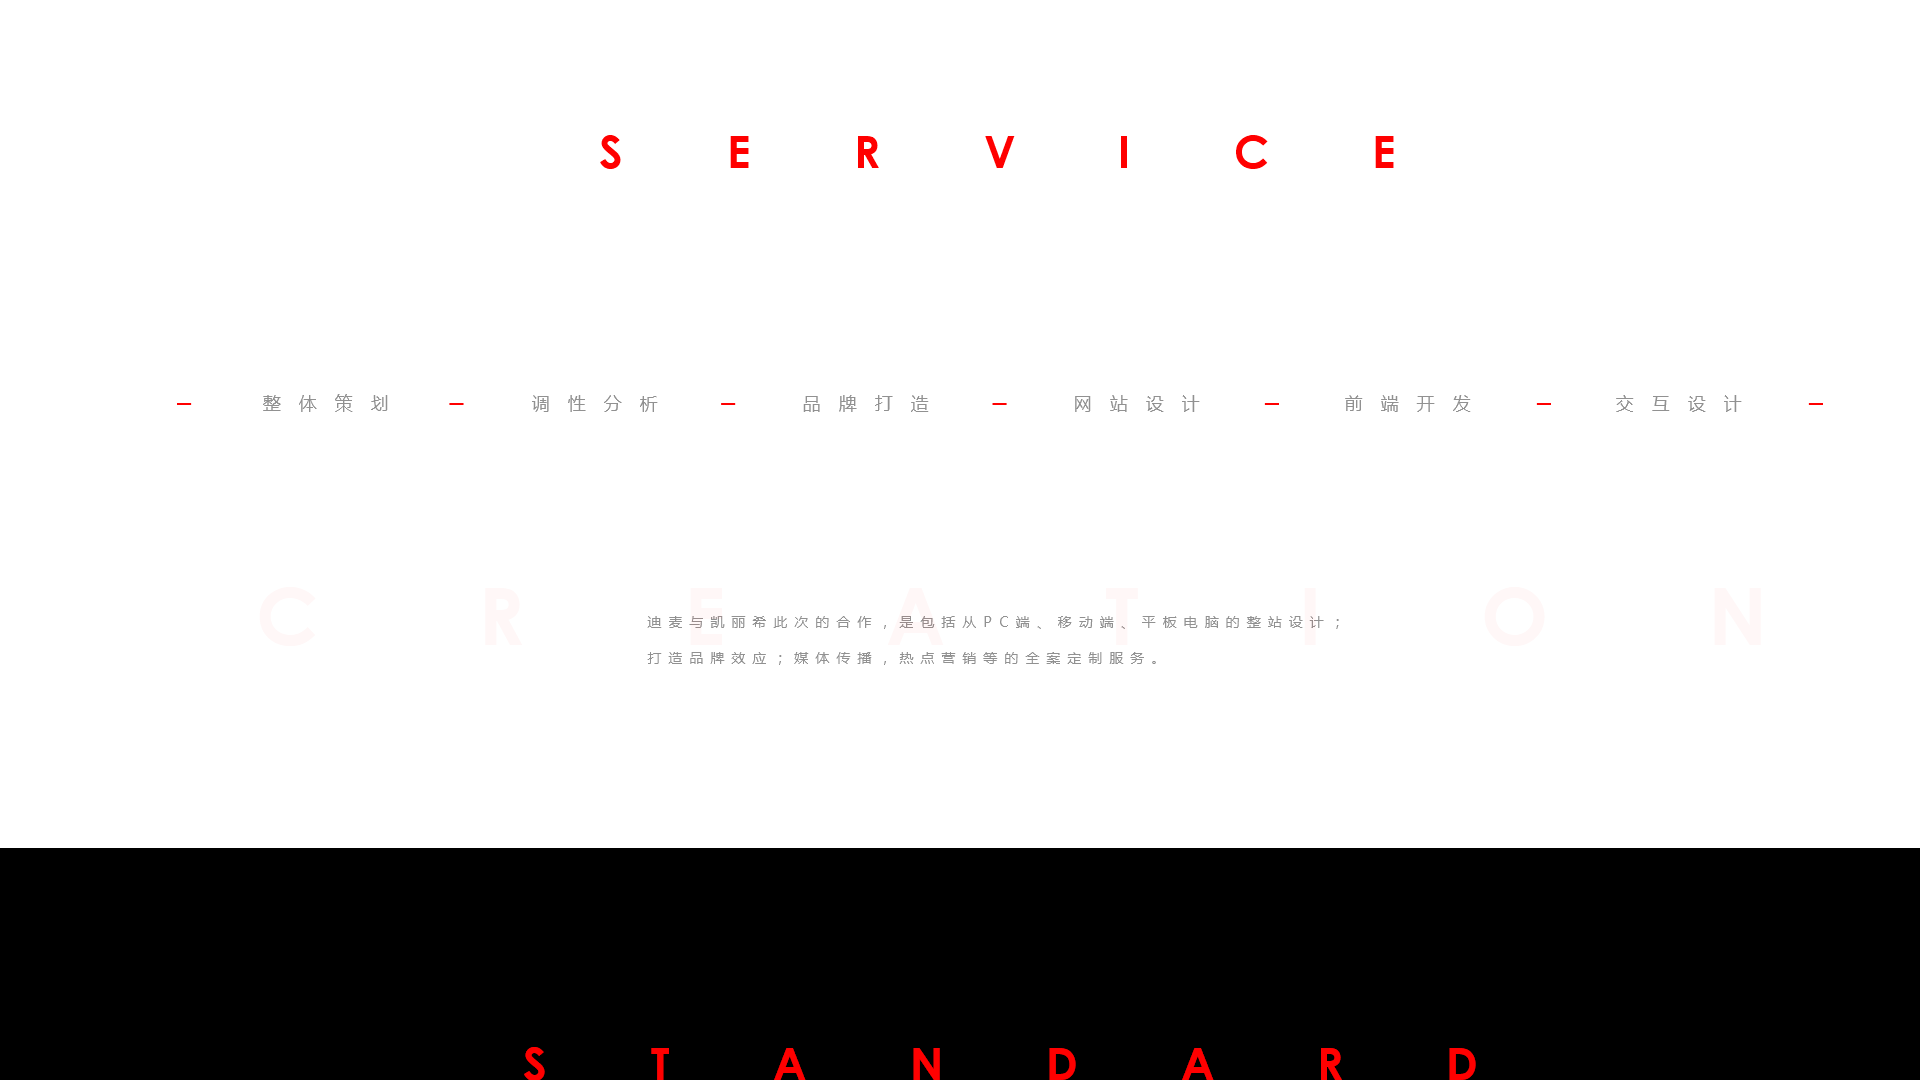 SERVICE
— 整体策划 — 调性分析 — 品牌打造 — 网站设计 — 前端开发 — 交互设计 —
CREATION
迪麦与凯丽希此次的合作，是包括从PC端、移动端、平板电脑的整站设计；
打造品牌效应；媒体传播，热点营销等的全案定制服务。
STANDARD